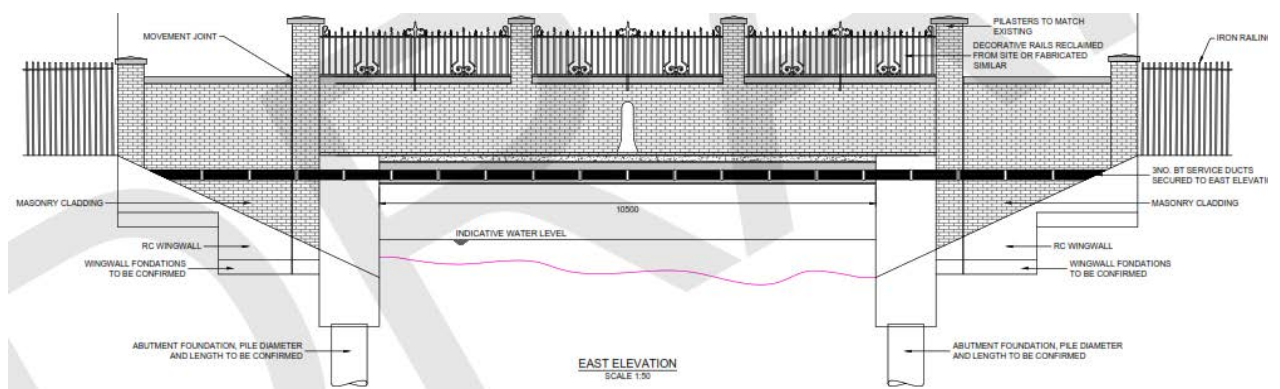 PILASTERS TO MATCH
EXISTING
MOVEMENT JOINT
IRON RAILING
DECORATIVE RAILS RECLAIMED
FROM SITE OR FABRICATED
SIMILAR
3NO. BT SERVICE DUCTS
SECURED TO EAST ELEVATIO
MASONRY CLADDING
MASONRY CLADDING
10500
INDICATIVE WATER LEVEL
RC WINGWALL
RC WINGWALL
WINGWALL FONDATIONS
TO BE CONFIRMED
WINGWALL FONDATIONS
TO BE CONFIRMED
ABUTMENT FOUNDATION, PILE DIAMETER
AND LENGTH TO BE CONFIRMED
EAST ELEVATION
SCALE 1:50
ABUTMENT FOUNDATION, PILE DIAMETER
AND LENGTH TO BE CONFIRMED